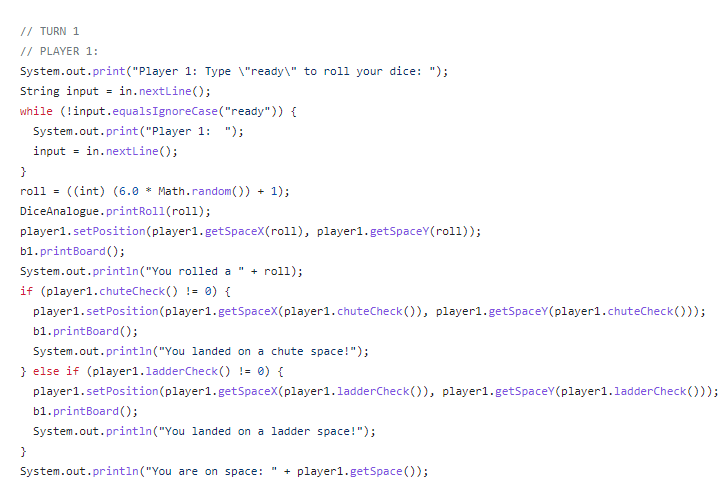 // TURN 1
// PLAYER 1:
System.out.print("Player 1: Type \"ready\" to roll your dice: ");
String input = in.nextLine();
while (!input.equalsIgnoreCase("ready")) {
  System.out.print("Player 1:  ");
  input = in.nextLine();
}
roll = ((int) (6.0 * Math.random()) + 1);
DiceAnalogue.printRoll(roll);
player1.setPosition(player1.getSpaceX(roll), player1.getSpaceY(roll));
b1.printBoard();
System.out.println("You rolled a " + roll);
if (player1.chuteCheck() != 0) {
  player1.setPosition(player1.getSpaceX(player1.chuteCheck()), player1.getSpaceY(player1.chuteCheck()));
  b1.printBoard();
  System.out.println("You landed on a chute space!");
} else if (player1.ladderCheck() != 0) {
  player1.setPosition(player1.getSpaceX(player1.ladderCheck()), player1.getSpaceY(player1.ladderCheck()));
  b1.printBoard();
  System.out.println("You landed on a ladder space!");
}
System.out.println("You are on space: " + player1.getSpace());